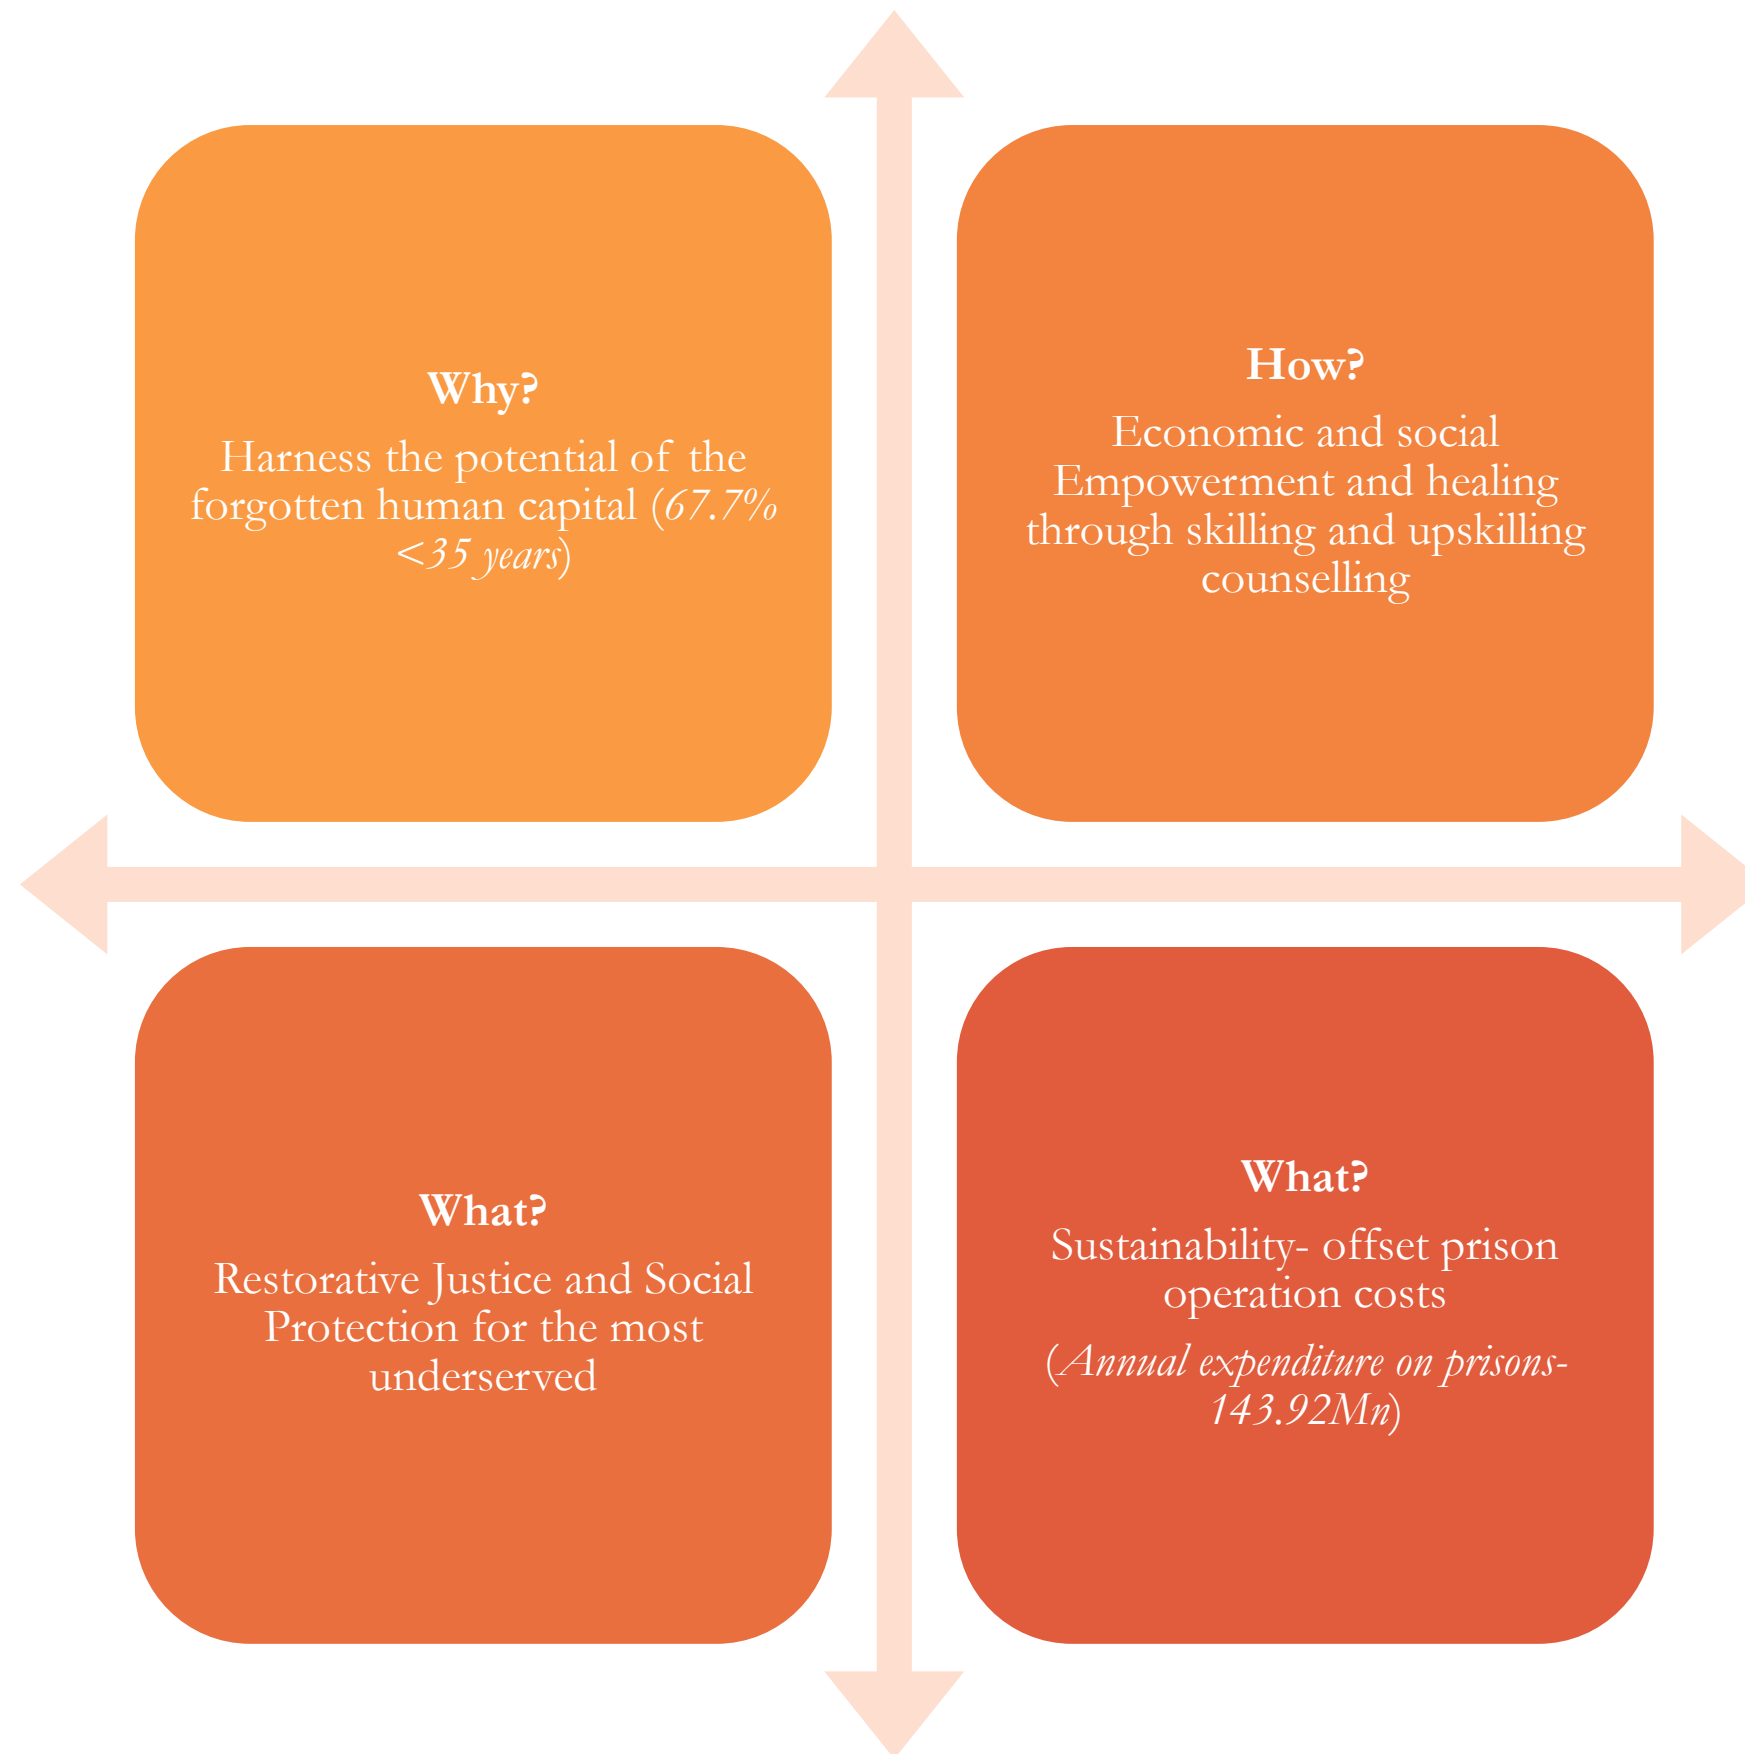 Why?
Harness the potential of the
forgotten human capital (67.7%
<35 years)
How?
Economic and social
Empowerment and healing
through skilling and upskilling
counselling
What?
Restorative Justice and Social
Protection for the most
underserved
What?
Sustainability- offset prison
operation costs
(Annual expenditure on prisons-
143.92Mn)